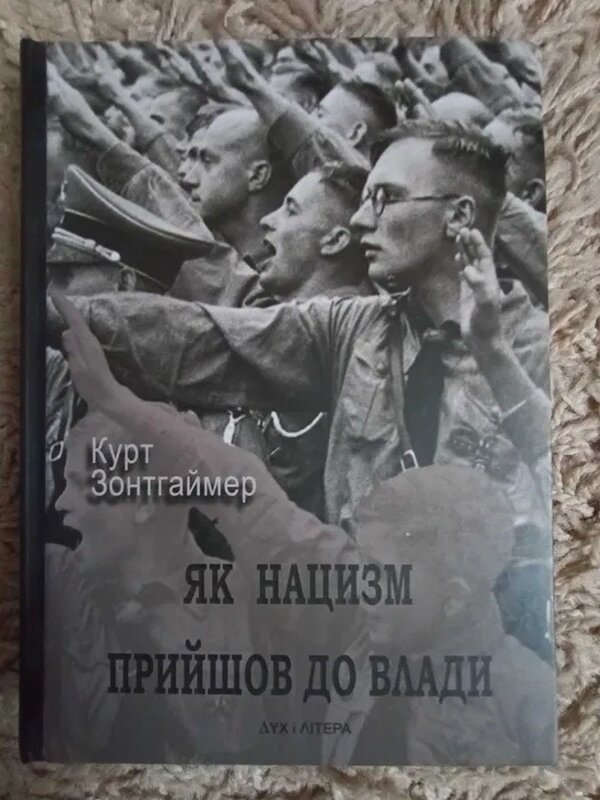 Курт
Зонтгаймер
ЯК НАЦИЗМ
ПРИЙШОВ ДО ВЛАДИ
ДУХ і ЛІТЕРА